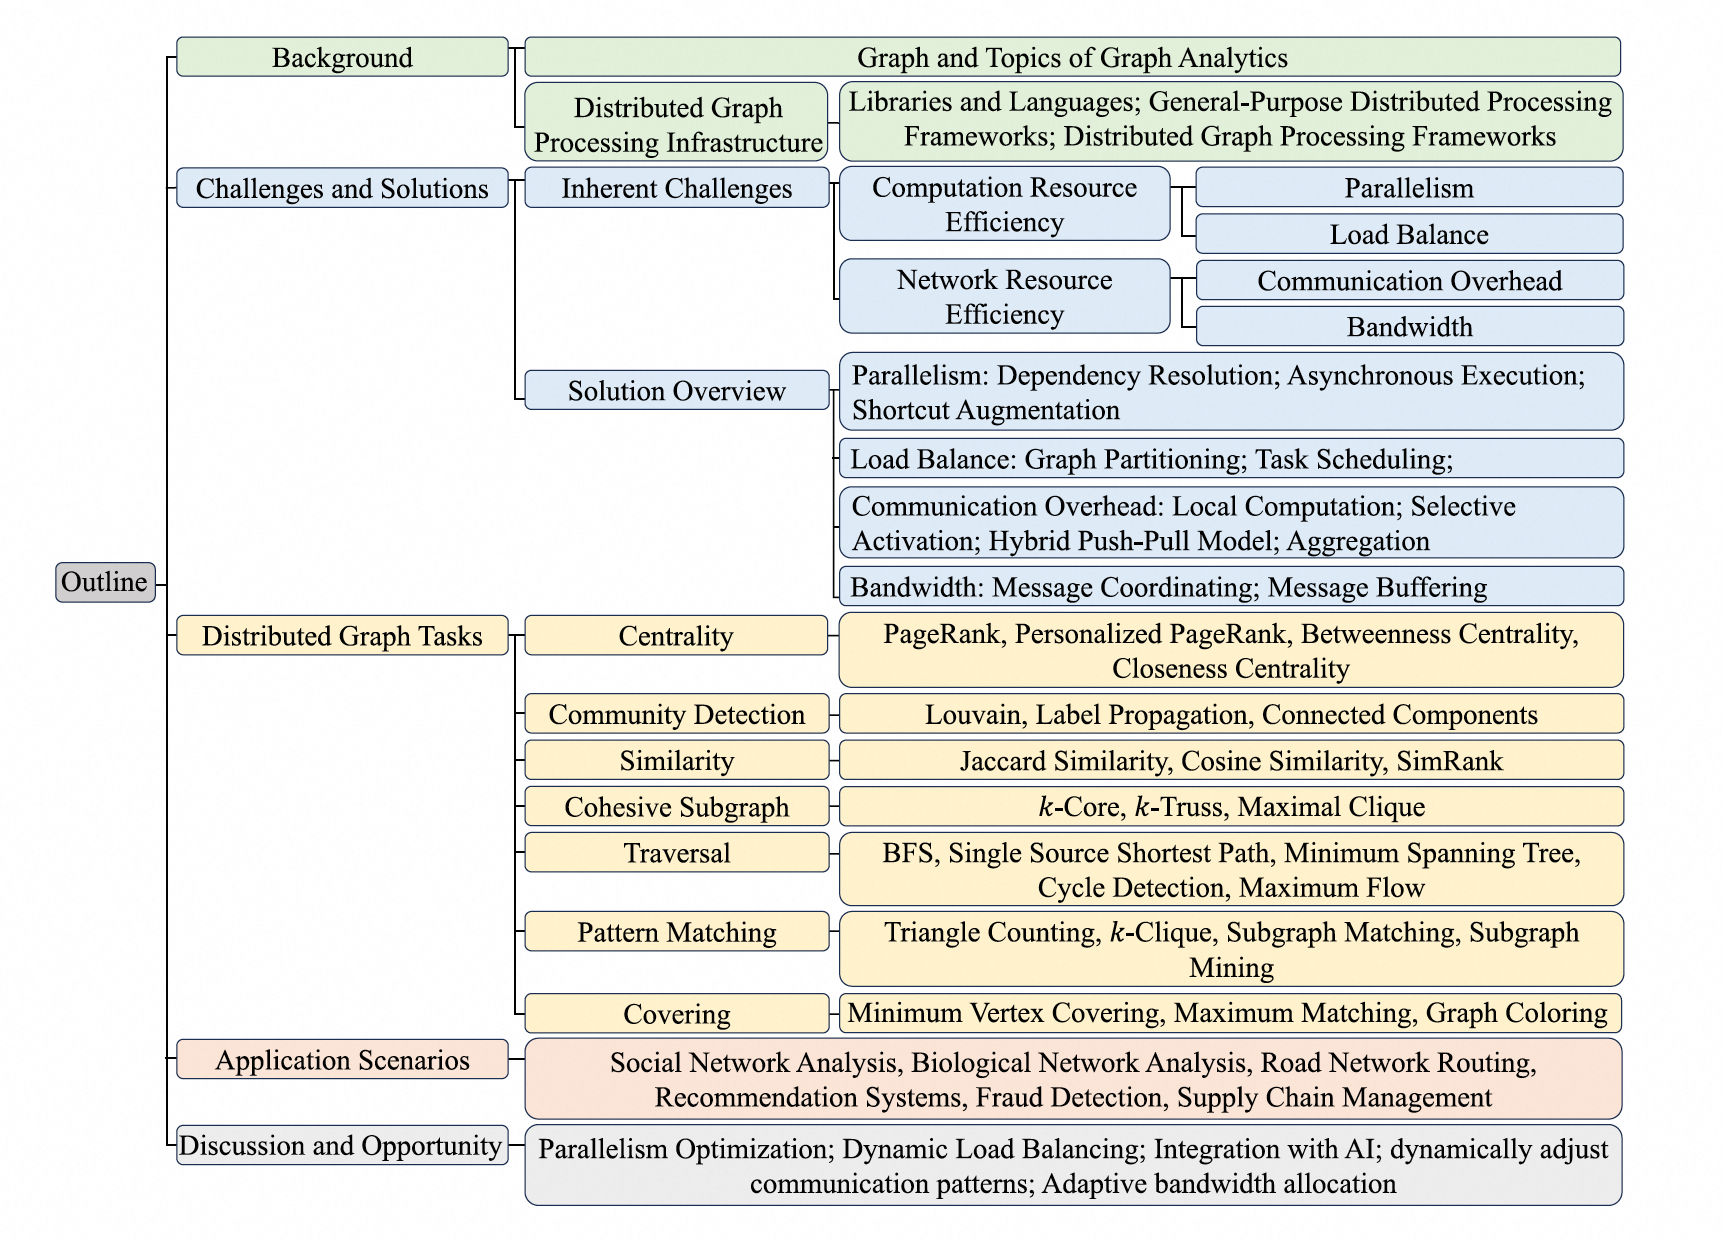 Outline
Background
Graph and Topics of Graph Analytics
Distributed Graph
Processing Infrastructure
Libraries and Languages; General-Purpose Distributed Processing
Frameworks; Distributed Graph Processing Frameworks
Challenges and Solutions
Inherent Challenges
Computation Resource
Efficiency
Parallelism
Load Balance
Network Resource
Efficiency
Communication Overhead
Bandwidth
Solution Overview
Parallelism: Dependency Resolution; Asynchronous Execution;
Shortcut Augmentation
Load Balance: Graph Partitioning; Task Scheduling;
Communication Overhead: Local Computation; Selective
Activation; Hybrid Push-Pull Model; Aggregation
Bandwidth: Message Coordinating; Message Buffering
Distributed Graph Tasks
Centrality
PageRank, Personalized PageRank, Betweenness Centrality,
Closeness Centrality
Community Detection
Louvain, Label Propagation, Connected Components
Similarity
Jaccard Similarity, Cosine Similarity, SimRank
Cohesive Subgraph
k-Core, k-Truss, Maximal Clique
Traversal
BFS, Single Source Shortest Path, Minimum Spanning Tree,
Cycle Detection, Maximum Flow
Pattern Matching
Triangle Counting, k-Clique, Subgraph Matching, Subgraph
Mining
Covering
Minimum Vertex Covering, Maximum Matching, Graph Coloring
Application Scenarios
Social Network Analysis, Biological Network Analysis, Road Network Routing,
Recommendation Systems, Fraud Detection, Supply Chain Management
Discussion and Opportunity
Parallelism Optimization; Dynamic Load Balancing; Integration with AI; dynamically adjust
communication patterns; Adaptive bandwidth allocation